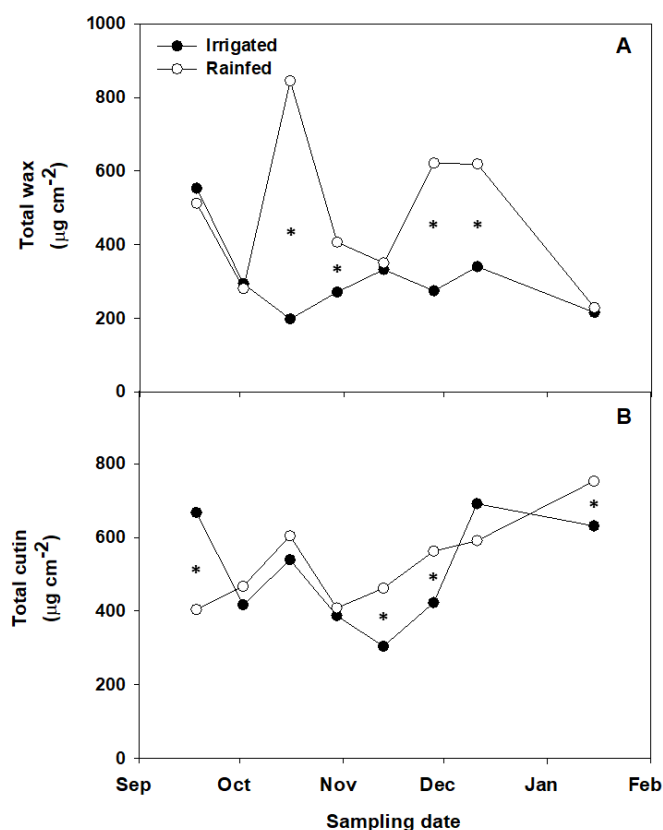 1000
Irrigated
A
Rainfed
800
600
400
200
0
Total wax
(µg cm-2)
*
*
*
*
B
800
600
400
200
0
Total cutin
(µg cm-2)
*
*
*
*
Sep Oct Nov Dec Jan Feb
Sampling date